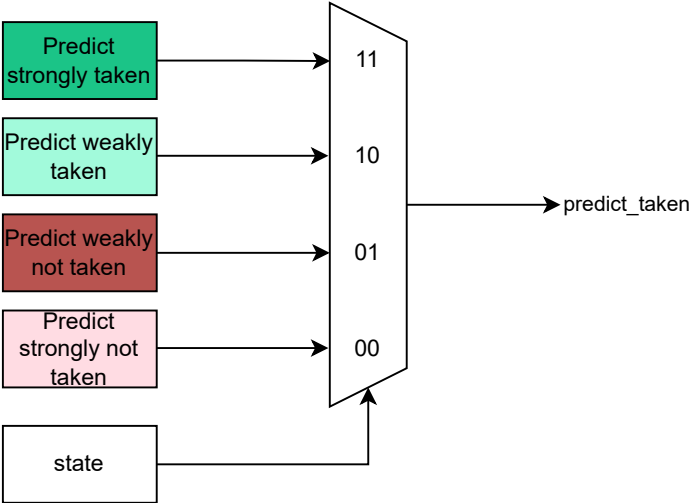 Predict
strongly taken
11
Predict weakly
taken
10
predict_taken
Predict weakly
not taken
01
Predict
strongly not
taken
00
state